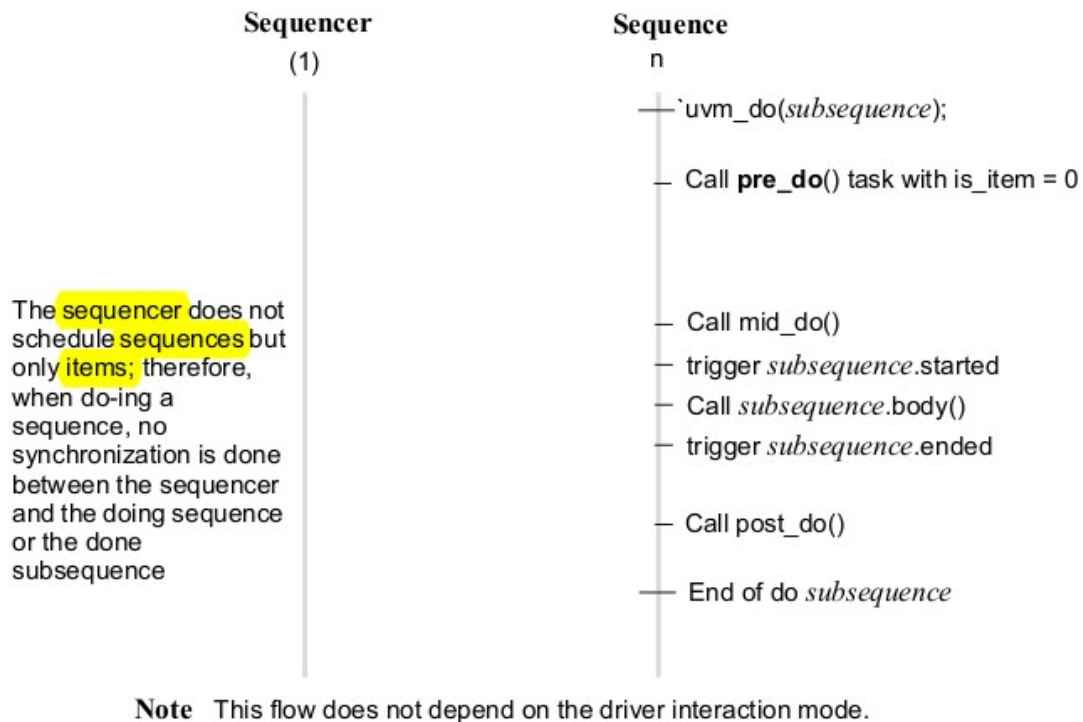 Sequencer
(1)
Sequence
n
`uvm_do(subsequence);
Call pre_do() task with is_item = 0
The sequencer does not
schedule sequences but
only items; therefore,
when do-ing a
sequence, no
synchronization is done
between the sequencer
and the doing sequence
or the done
subsequence
Call mid_do()
trigger subsequence.started
Call subsequence.body()
trigger subsequence.ended
Call post_do()
End of do subsequence
Note This flow does not depend on the driver interaction mode.